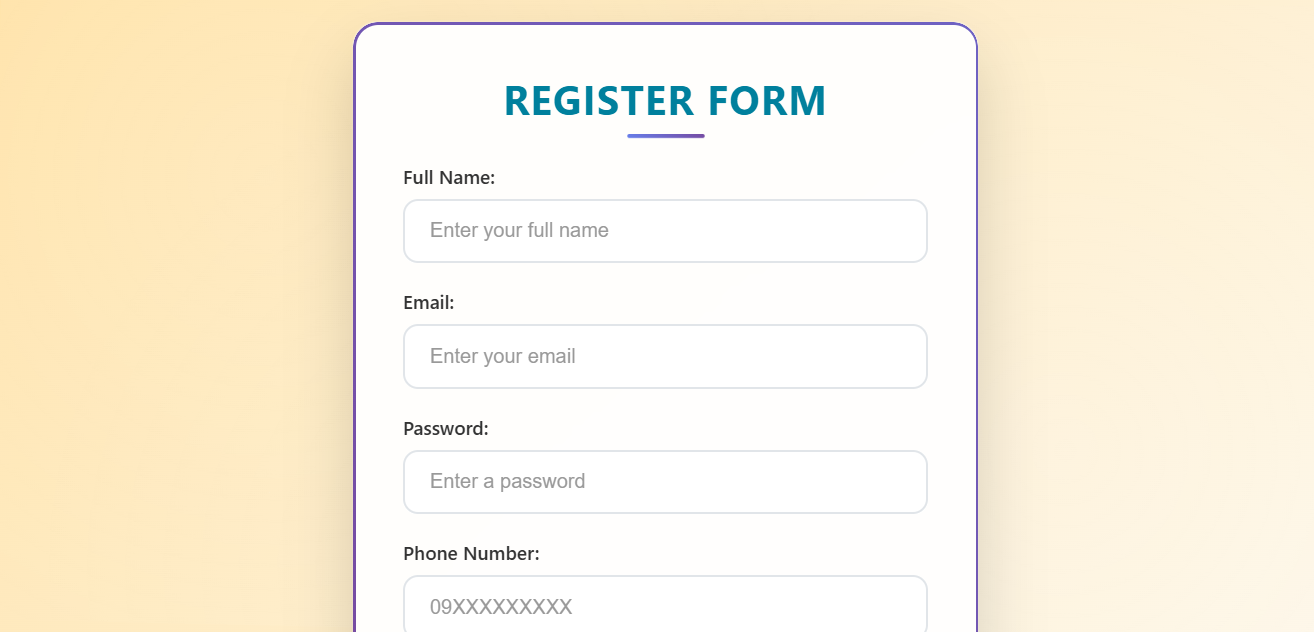 REGISTER FORM
Full Name:
Enter your full name
Email:
Enter your email
Password:
Enter a password
Phone Number:
09XXXXXXXXX